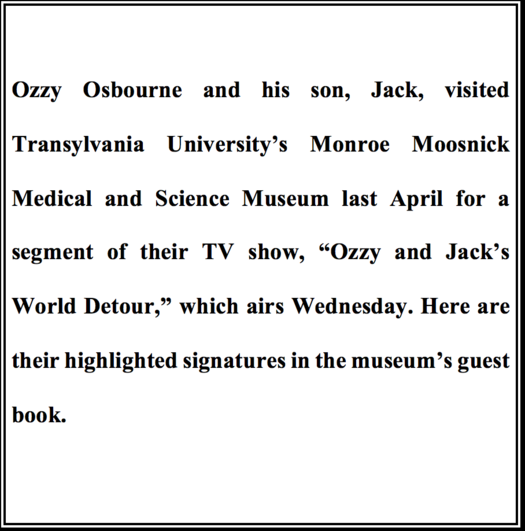 Ozzy Osbourne and his son, Jack, visited
Transylvania University’s Monroe Moosnick
Medical and Science Museum last April for a
segment of their TV show, “Ozzy and Jack’s
World Detour,” which airs Wednesday. Here are
their highlighted signatures in the museum’s guest
book.